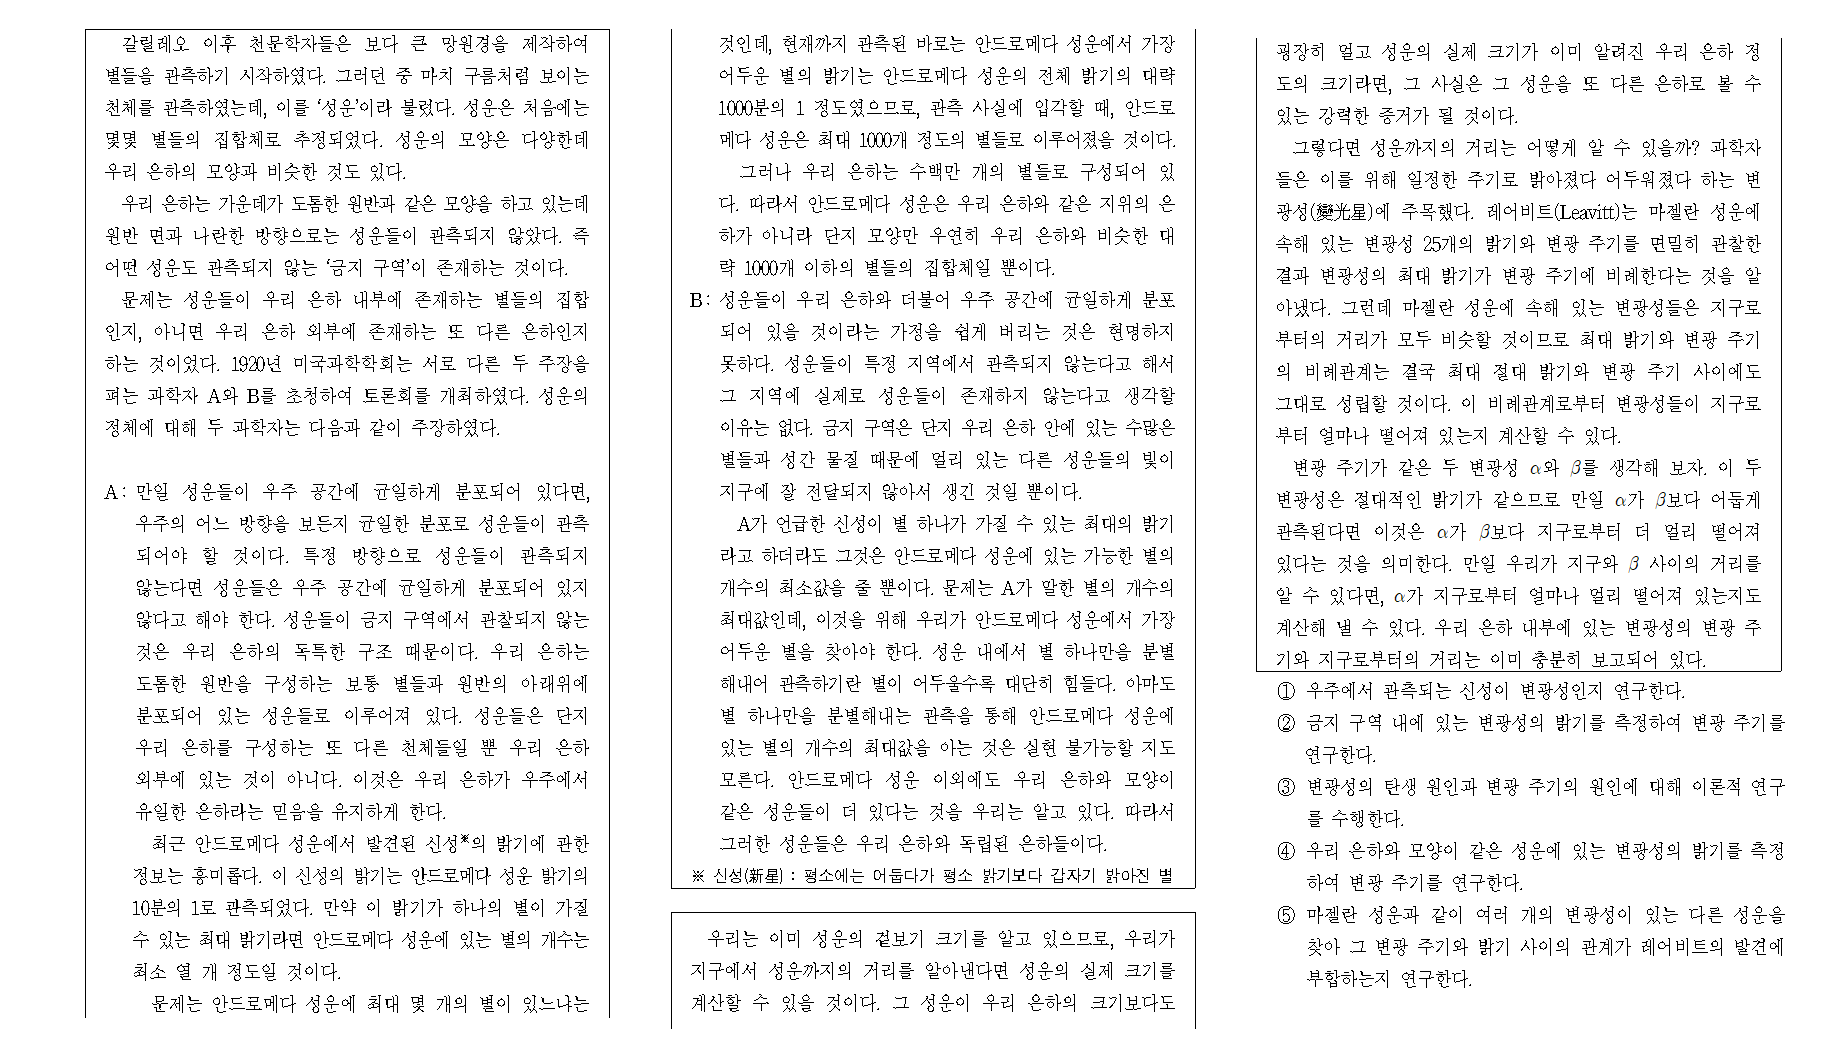 갈릴레오 이후 천문학자들은 보다 큰 망원경을 제작하여
별들을 관측하기 시작하였다. 그러던 중 마치 구름처럼 보이는
천체를 관측하였는데, 이를 ‘성운’이라 불렀다. 성운은 처음에는
몇몇 별들의 집합체로 추정되었다. 성운의 모양은 다양한데
우리 은하의 모양과 비슷한 것도 있다.
우리 은하는 가운데가 도톰한 원반과 같은 모양을 하고 있는데
원반 면과 나란한 방향으로는 성운들이 관측되지 않았다. 즉
어떤 성운도 관측되지 않는 ‘금지 구역’이 존재하는 것이다.
문제는 성운들이 우리 은하 내부에 존재하는 별들의 집합
인지, 아니면 우리 은하 외부에 존재하는 또 다른 은하인지
하는 것이었다. 1920년 미국과학학회는 서로 다른 두 주장을
펴는 과학자 A와 B를 초청하여 토론회를 개최하였다. 성운의
정체에 대해 두 과학자는 다음과 같이 주장하였다.
A: 만일 성운들이 우주 공간에 균일하게 분포되어 있다면,
우주의 어느 방향을 보든지 균일한 분포로 성운들이 관측
되어야 할 것이다. 특정 방향으로 성운들이 관측되지
않는다면 성운들은 우주 공간에 균일하게 분포되어 있지
않다고 해야 한다. 성운들이 금지 구역에서 관찰되지 않는
것은 우리 은하의 독특한 구조 때문이다. 우리 은하는
도톰한 원반을 구성하는 보통 별들과 원반의 아래위에
분포되어 있는 성운들로 이루어져 있다. 성운들은 단지
우리 은하를 구성하는 또 다른 천체들일 뿐 우리 은하
외부에 있는 것이 아니다. 이것은 우리 은하가 우주에서
유일한 은하라는 믿음을 유지하게 한다.
최근 안드로메다 성운에서 발견된 신성※의 밝기에 관한
정보는 흥미롭다. 이 신성의 밝기는 안드로메다 성운 밝기의
10분의 1로 관측되었다. 만약 이 밝기가 하나의 별이 가질
수 있는 최대 밝기라면 안드로메다 성운에 있는 별의 개수는
최소 열 개 정도일 것이다.
문제는 안드로메다 성운에 최대 몇 개의 별이 있느냐는
것인데, 현재까지 관측된 바로는 안드로메다 성운에서 가장
어두운 별의 밝기는 안드로메다 성운의 전체 밝기의 대략
1000분의 1 정도였으므로, 관측 사실에 입각할 때, 안드로
메다 성운은 최대 1000개 정도의 별들로 이루어졌을 것이다.
그러나 우리 은하는 수백만 개의 별들로 구성되어 있
다. 따라서 안드로메다 성운은 우리 은하와 같은 지위의 은
하가 아니라 단지 모양만 우연히 우리 은하와 비슷한 대
략 1000개 이하의 별들의 집합체일 뿐이다.
B: 성운들이 우리 은하와 더불어 우주 공간에 균일하게 분포
되어 있을 것이라는 가정을 쉽게 버리는 것은 현명하지
못하다. 성운들이 특정 지역에서 관측되지 않는다고 해서
그 지역에 실제로 성운들이 존재하지 않는다고 생각할
이유는 없다. 금지 구역은 단지 우리 은하 안에 있는 수많은
별들과 성간 물질 때문에 멀리 있는 다른 성운들의 빛이
지구에 잘 전달되지 않아서 생긴 것일 뿐이다.
A가 언급한 신성이 별 하나가 가질 수 있는 최대의 밝기
라고 하더라도 그것은 안드로메다 성운에 있는 가능한 별의
개수의 최소값을 줄 뿐이다. 문제는 A가 말한 별의 개수의
최대값인데, 이것을 위해 우리가 안드로메다 성운에서 가장
어두운 별을 찾아야 한다. 성운 내에서 별 하나만을 분별
해내어 관측하기란 별이 어두울수록 대단히 힘들다. 아마도
별 하나만을 분별해내는 관측을 통해 안드로메다 성운에
있는 별의 개수의 최대값을 아는 것은 실현 불가능할 지도
모른다. 안드로메다 성운 이외에도 우리 은하와 모양이
같은 성운들이 더 있다는 것을 우리는 알고 있다. 따라서
그러한 성운들은 우리 은하와 독립된 은하들이다.
※ 신성(新星) : 평소에는 어둡다가 평소 밝기보다 갑자기 밝아진 별
우리는 이미 성운의 겉보기 크기를 알고 있으므로, 우리가
지구에서 성운까지의 거리를 알아낸다면 성운의 실제 크기를
계산할 수 있을 것이다. 그 성운이 우리 은하의 크기보다도
굉장히 멀고 성운의 실제 크기가 이미 알려진 우리 은하 정
도의 크기라면, 그 사실은 그 성운을 또 다른 은하로 볼 수
있는 강력한 증거가 될 것이다.
그렇다면 성운까지의 거리는 어떻게 알 수 있을까? 과학자
들은 이를 위해 일정한 주기로 밝아졌다 어두워졌다 하는 변
광성(變光星)에 주목했다. 레어비트(Leavitt)는 마젤란 성운에
속해 있는 변광성 25개의 밝기와 변광 주기를 면밀히 관찰한
결과 변광성의 최대 밝기가 변광 주기에 비례한다는 것을 알
아냈다. 그런데 마젤란 성운에 속해 있는 변광성들은 지구로
부터의 거리가 모두 비슷할 것이므로 최대 밝기와 변광 주기
의 비례관계는 결국 최대 절대 밝기와 변광 주기 사이에도
그대로 성립할 것이다. 이 비례관계로부터 변광성들이 지구로
부터 얼마나 떨어져 있는지 계산할 수 있다.
변광 주기가 같은 두 변광성 α와 β를 생각해 보자. 이 두
변광성은 절대적인 밝기가 같으므로 만일 α가 β보다 어둡게
관측된다면 이것은 α가 β보다 지구로부터 더 멀리 떨어져
있다는 것을 의미한다. 만일 우리가 지구와 β 사이의 거리를
알 수 있다면, α가 지구로부터 얼마나 멀리 떨어져 있는지도
계산해 낼 수 있다. 우리 은하 내부에 있는 변광성의 변광 주
기와 지구로부터의 거리는 이미 충분히 보고되어 있다.
① 우주에서 관측되는 신성이 변광성인지 연구한다.
② 금지 구역 내에 있는 변광성의 밝기를 측정하여 변광 주기를
연구한다.
③ 변광성의 탄생 원인과 변광 주기의 원인에 대해 이론적 연구
를 수행한다.
④ 우리 은하와 모양이 같은 성운에 있는 변광성의 밝기를 측정
하여 변광 주기를 연구한다.
⑤ 마젤란 성운과 같이 여러 개의 변광성이 있는 다른 성운을
찾아 그 변광 주기와 밝기 사이의 관계가 레어비트의 발견에
부합하는지 연구한다.